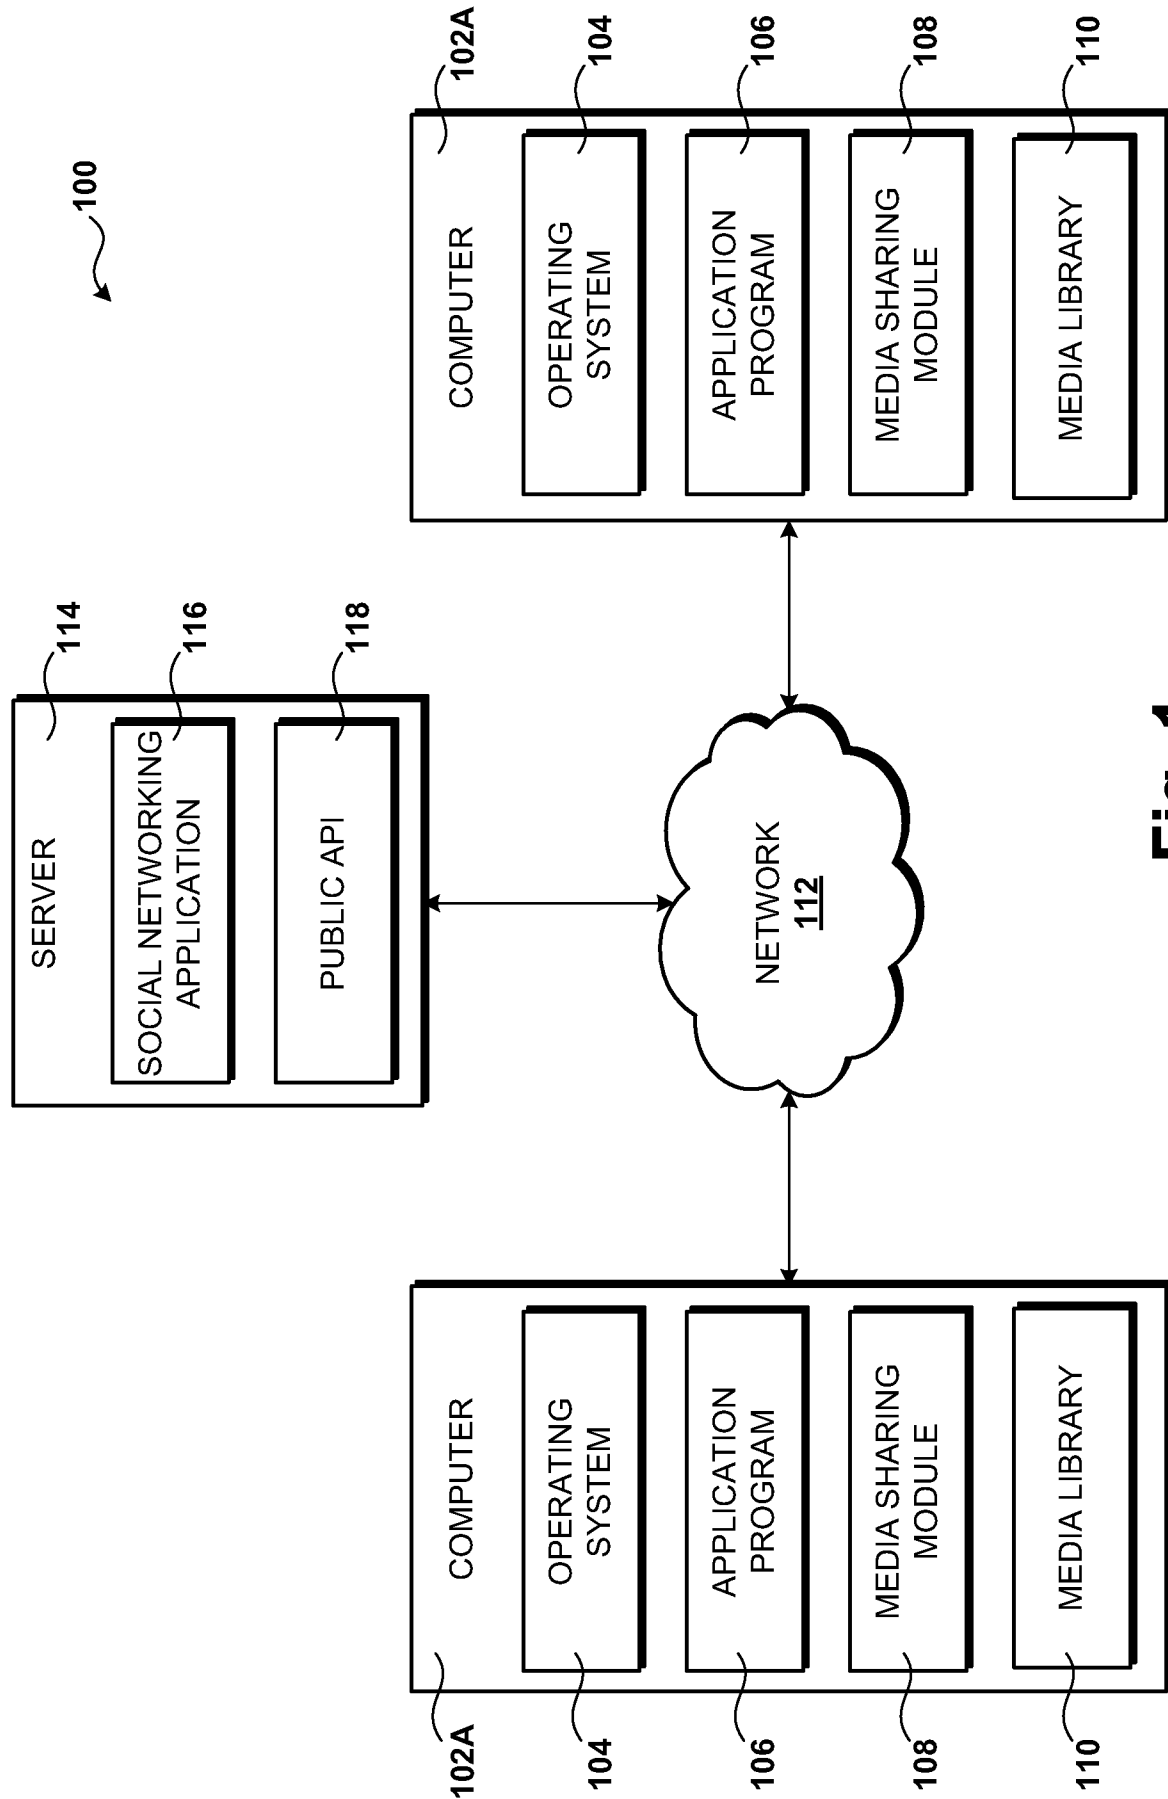 100
SERVER
114
SOCIAL NETWORKING
APPLICATION
116
PUBLIC API
118
102A
COMPUTER
104
OPERATING
SYSTEM
106
APPLICATION
PROGRAM
108
MEDIA SHARING
MODULE
110
MEDIA LIBRARY
NETWORK
112
COMPUTER
102A
OPERATING
SYSTEM
104
APPLICATION
PROGRAM
106
MEDIA SHARING
MODULE
108
MEDIA LIBRARY
110
Fig. 1